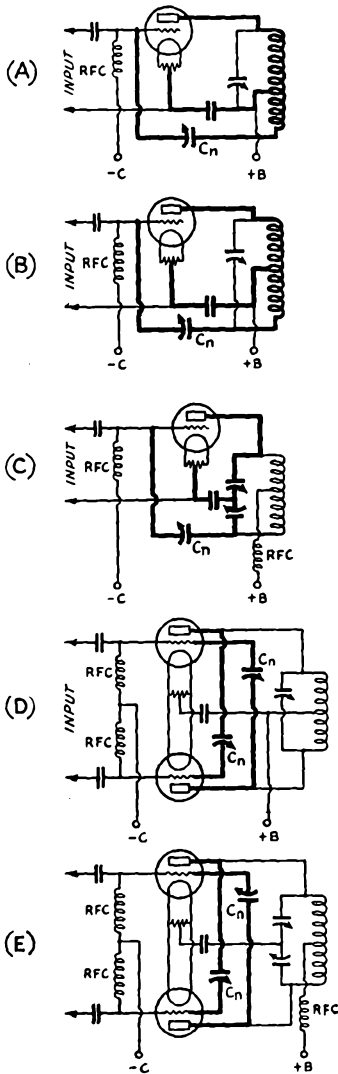 (A)
INPUT
RFC
Cn
-C
+B
(B)
INPUT
RFC
Cn
-C
+B
(C)
INPUT
RFC
Cn
RFC
-C
+B
(D)
INPUT
RFC
RFC
Cn
Cn
-C
+B
(E)
RFC
RFC
Cn
Cn
RFC
-C
+B